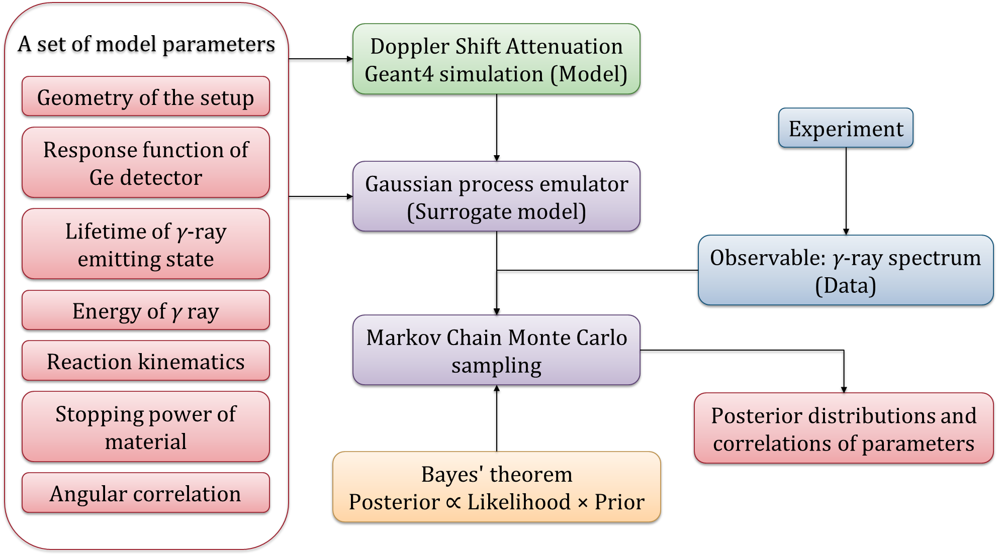 A set of model parameters
Geometry of the setup
Response function of
Ge detector
Lifetime of γ-ray
emitting state
Energy of γ ray
Reaction kinematics
Stopping power of
material
Angular correlation
Doppler Shift Attenuation
Geant4 simulation (Model)
Gaussian process emulator
(Surrogate model)
Experiment
Observable: γ-ray spectrum
(Data)
Markov Chain Monte Carlo
sampling
Bayes' theorem
Posterior ∝ Likelihood × Prior
Posterior distributions and
correlations of parameters